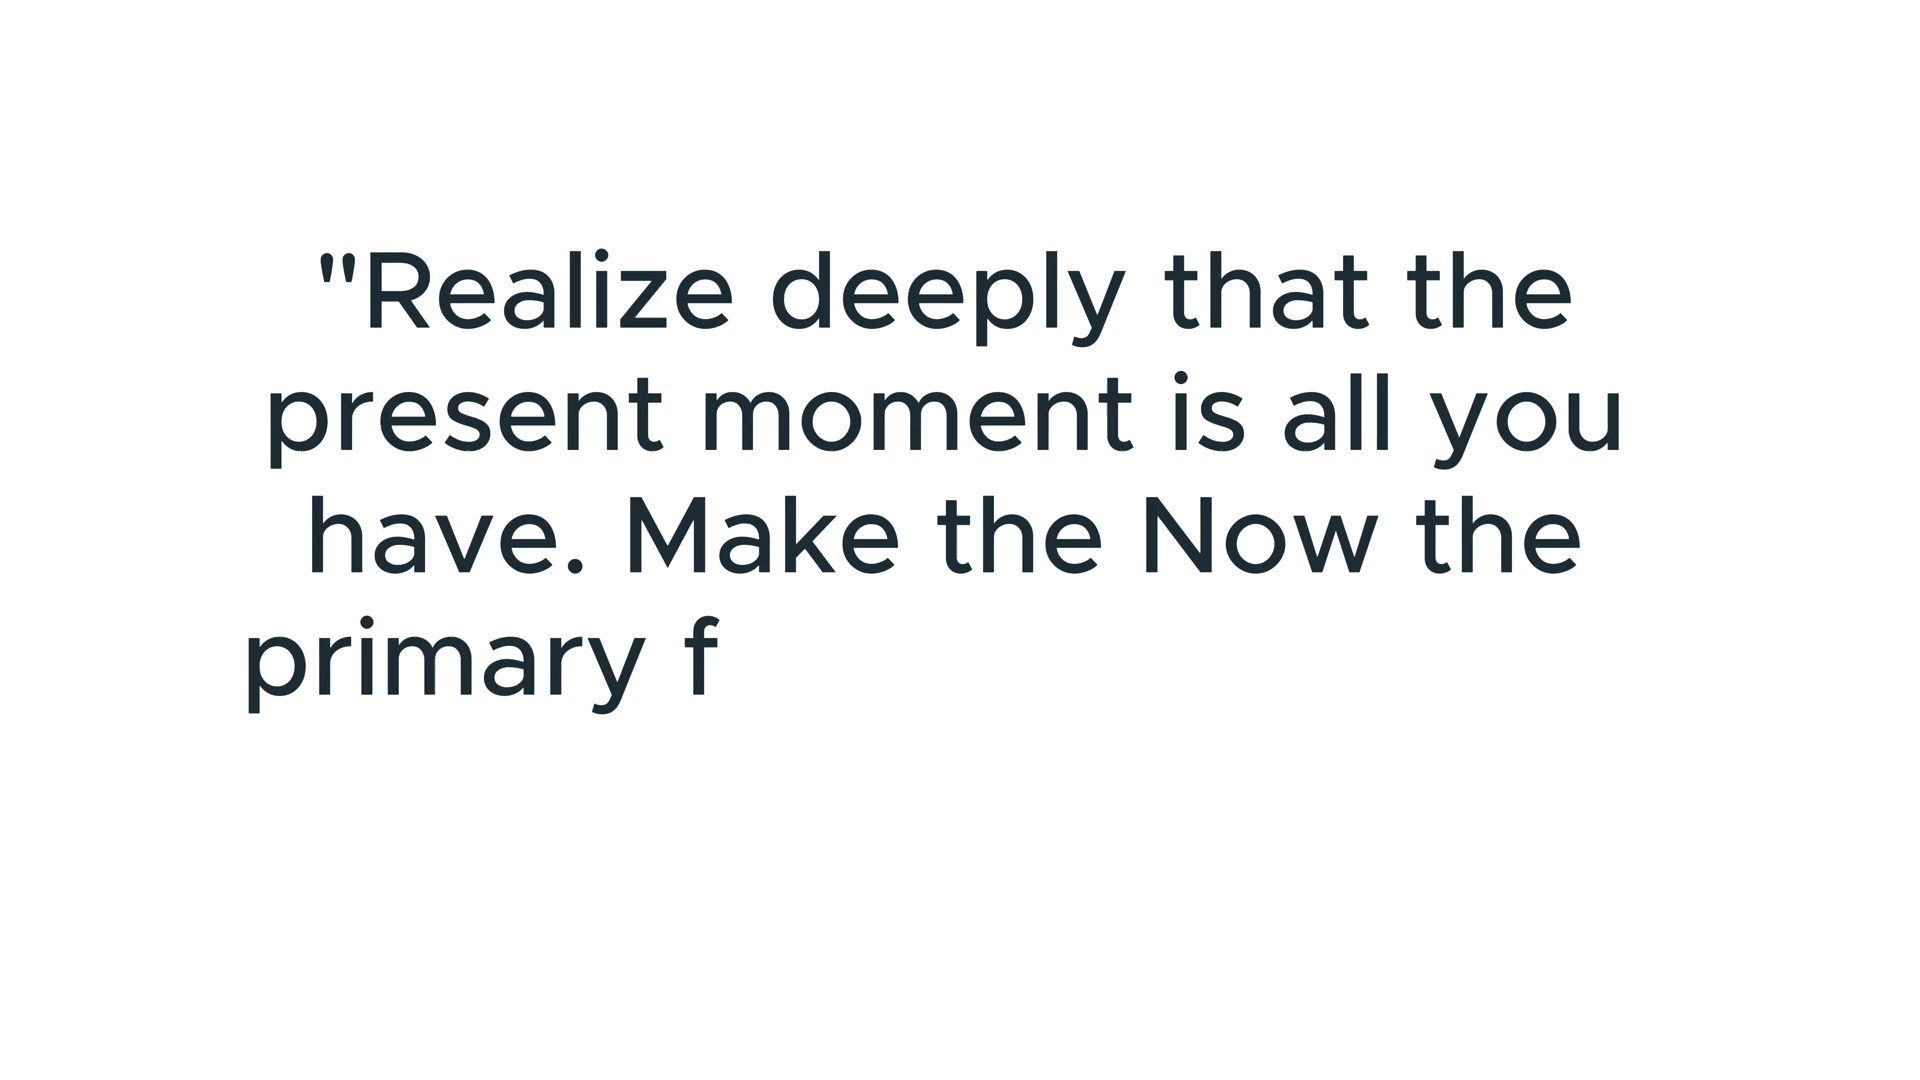 "Realize deeply that the
present moment is all you
have. Make the Now the
primary f